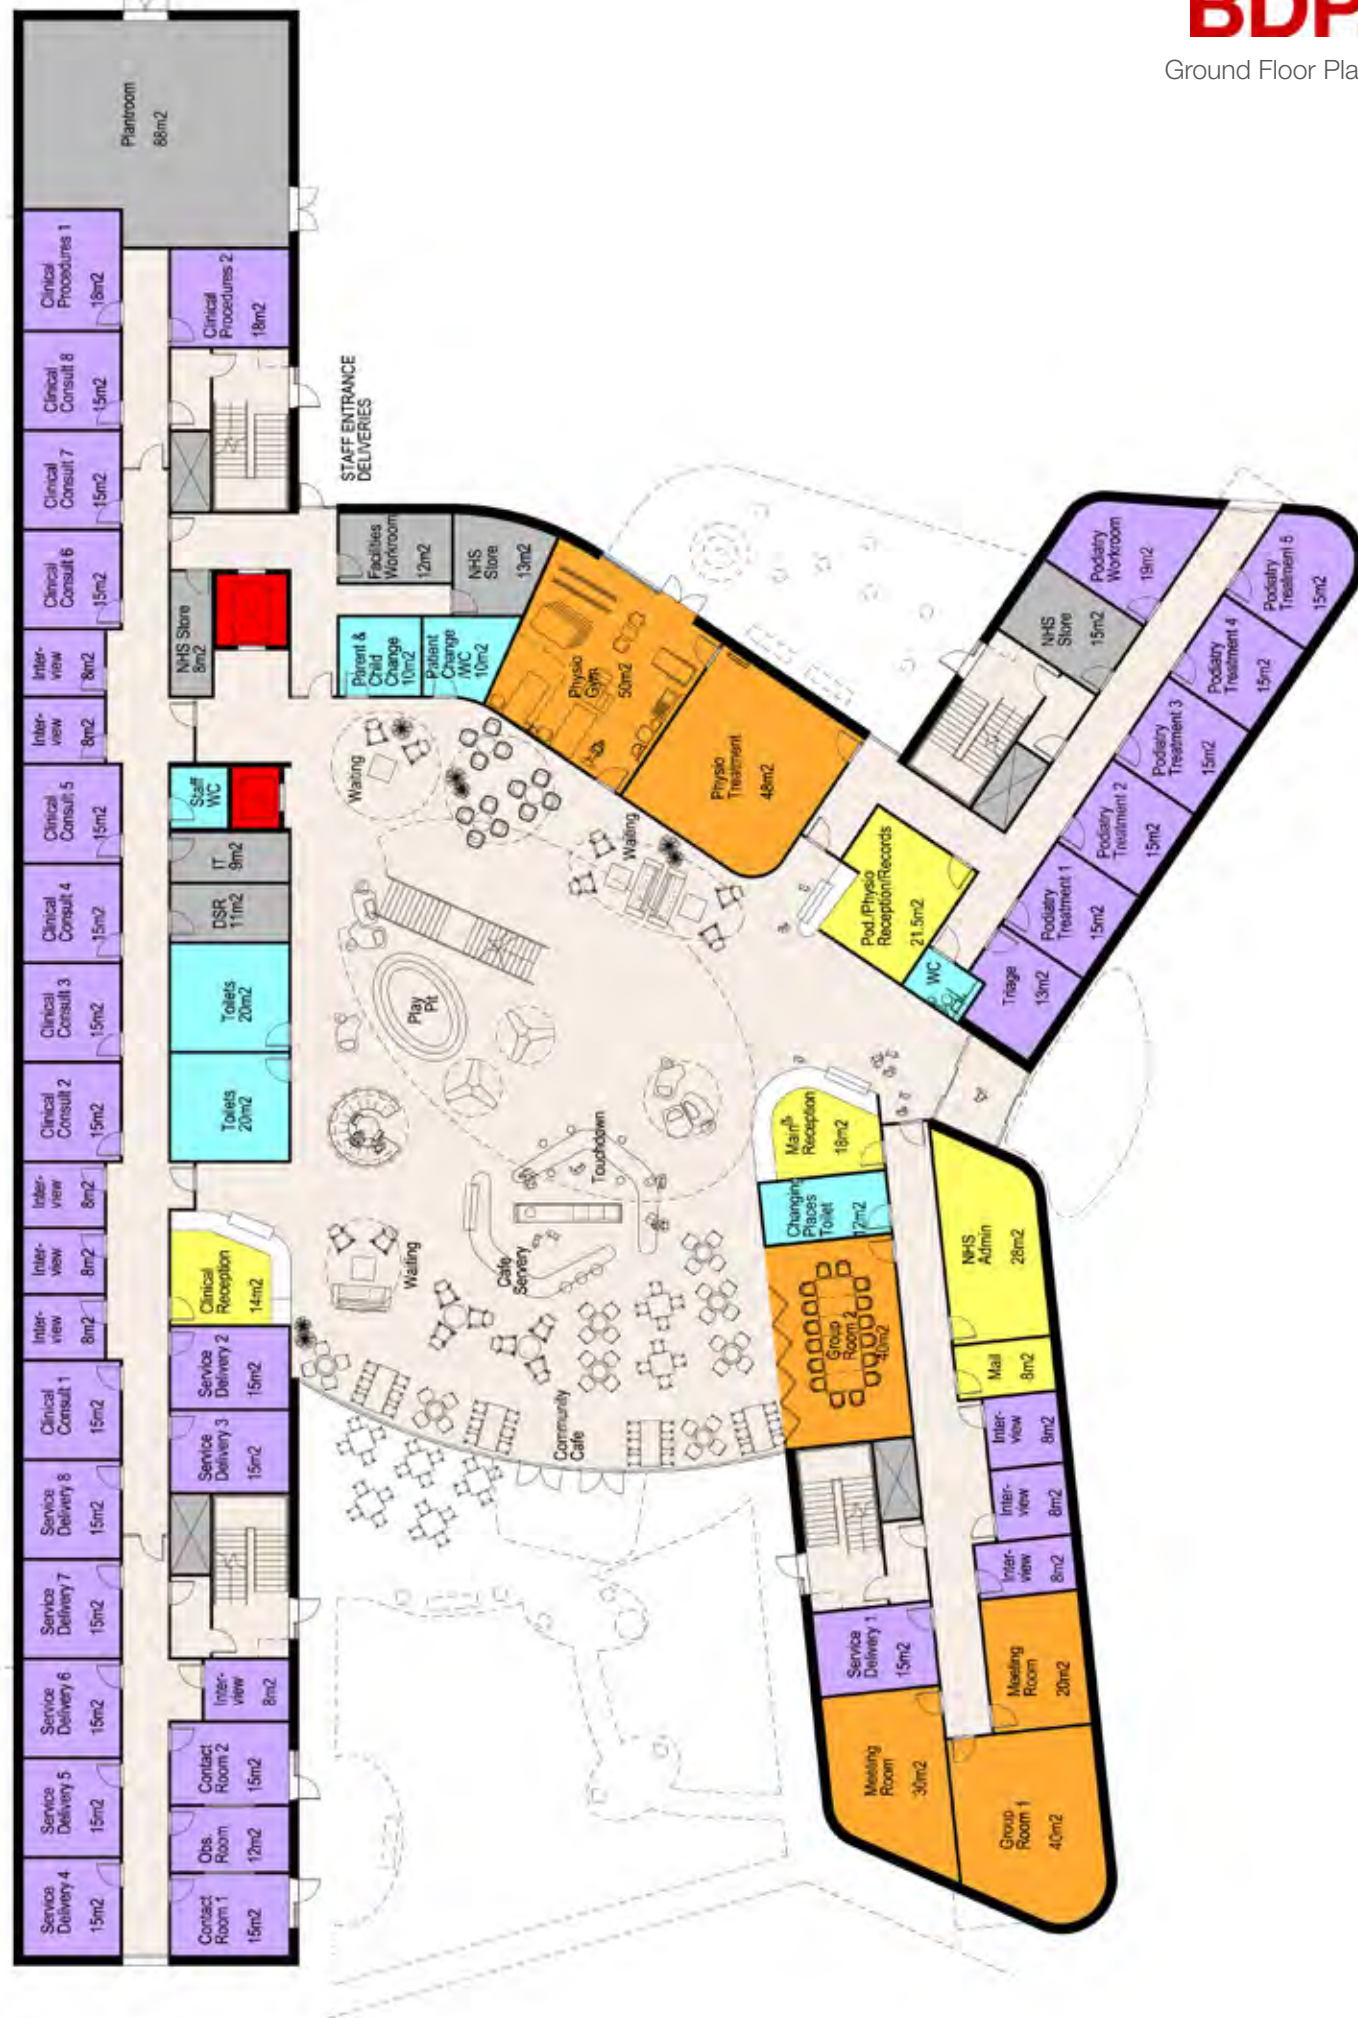 BDP
Ground Floor Pla
Plantroom
88m2
Clinical
Procedures 1
18m2
Clinical
Procedures 2
18m2
Clinical
Consult 8
15m2
Clinical
Consult 7
15m2
Clinical
Consult 6
15m2
STAFF ENTRANCE
DELIVERIES
Inter-
view
8m2
Inter-
view
8m2
NHS Store
8m2
Facilities
Workroom
12m2
NHS
Store
13m2
Parent &
Child
Change
10m2
Patient
Change
/WC
10m2
Physio
Gym
50m2
Physio
Treatment
48m2
Podiatry
Workroom
19m2
NHS
Store
15m2
Podiatry
Treatment 5
15m2
Podiatry
Treatment 4
15m2
Podiatry
Treatment 3
15m2
Podiatry
Treatment 2
15m2
Podiatry
Treatment 1
15m2
Triage
13m2
WC
Pod./Physio
Reception/Records
21.5m2
Clinical
Consult 5
15m2
Clinical
Consult 4
15m2
Clinical
Consult 3
15m2
Clinical
Consult 2
15m2
Staff
WC
IT
9m2
DSR
11m2
Toilets
20m2
Toilets
20m2
Waiting
Waiting
Play
Pit
Touchdown
Cafe
Servery
Waiting
Community
Cafe
Main
Reception
18m2
Changing
Places
Toilet
12m2
Group
Room 2
40m2
NHS
Admin
28m2
Mail
8m2
Inter-
view
8m2
Inter-
view
8m2
Inter-
view
8m2
Service
Delivery 1
15m2
Meeting
Room
20m2
Meeting
Room
30m2
Group
Room 1
40m2
Inter-
view
8m2
Inter-
view
8m2
Inter-
view
8m2
Clinical
Reception
14m2
Clinical
Consult 1
15m2
Service
Delivery 2
15m2
Service
Delivery 3
15m2
Service
Delivery 8
15m2
Service
Delivery 7
15m2
Service
Delivery 6
15m2
Service
Delivery 5
15m2
Service
Delivery 4
15m2
Inter-
view
8m2
Contact
Room 2
15m2
Obs.
Room
12m2
Contact
Room 1
15m2